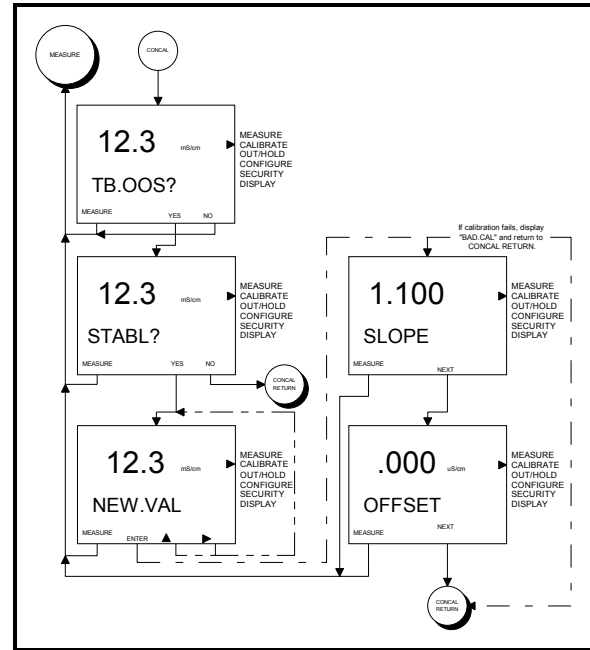 MEASURE
CONCAL
12.3 mS/cm
TB.OOS?
MEASURE YES NO
MEASURE
CALIBRATE
OUT/HOLD
CONFIGURE
SECURITY
DISPLAY
12.3 mS/cm
STABL?
MEASURE YES NO
MEASURE
CALIBRATE
OUT/HOLD
CONFIGURE
SECURITY
DISPLAY
CONCAL
RETURN
12.3 mS/cm
NEW.VAL
MEASURE ENTER
MEASURE
CALIBRATE
OUT/HOLD
CONFIGURE
SECURITY
DISPLAY
If calibration fails, display
"BAD.CAL" and return to
CONCAL RETURN.
1.100
SLOPE
MEASURE NEXT
MEASURE
CALIBRATE
OUT/HOLD
CONFIGURE
SECURITY
DISPLAY
.000 uS/cm
OFFSET
MEASURE NEXT
MEASURE
CALIBRATE
OUT/HOLD
CONFIGURE
SECURITY
DISPLAY
CONCAL
RETURN